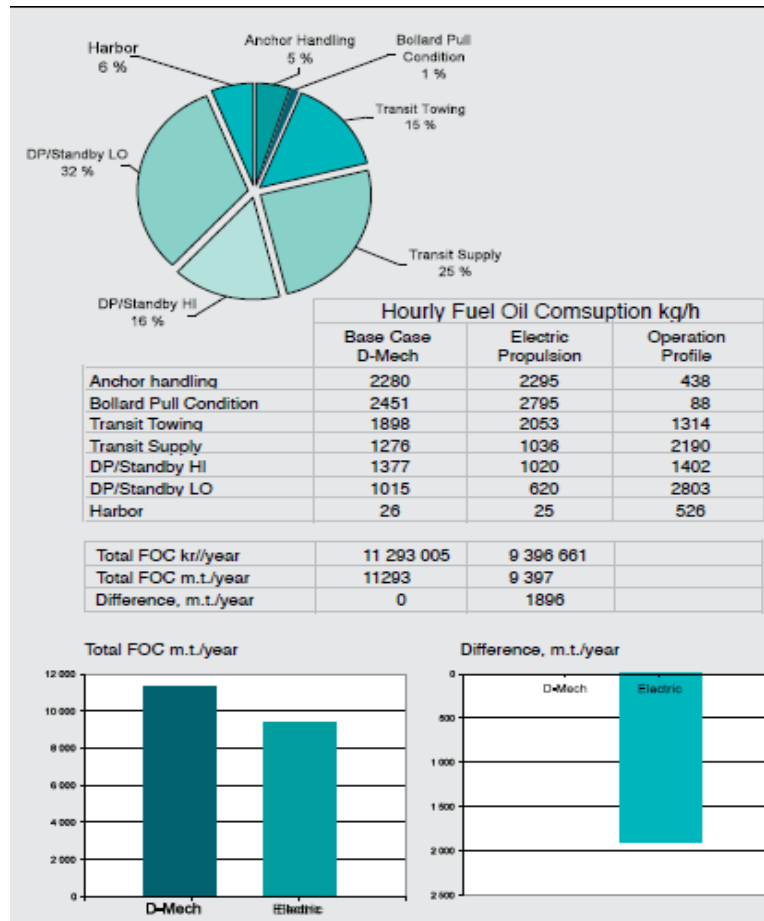 Anchor Handling
5 %
Bollard Pull
Condition
1 %
Harbor
6 %
Transit Towing
15 %
DP/Standby LO
32 %
Transit Supply
25 %
DP/Standby HI
16 %
Hourly Fuel Oil Comsuption kg/h
Base Case D-Mech Electric Propulsion Operation Profile
Anchor handling 2280 2295 438
Bollard Pull Condition 2451 2795 88
Transit Towing 1898 2053 1314
Transit Supply 1276 1036 2190
DP/Standby HI 1377 1020 1402
DP/Standby LO 1015 620 2803
Harbor 26 25 526
Total FOC kr//year 11 293 005 9 396 661
Total FOC m.t./year 11293 9 397
Difference, m.t./year 0 1896
Total FOC m.t./year
12 000
10 000
8 000
6 000
4 000
2 000
0
D-Mech Electric
Difference, m.t./year
0
500
1 000
1 500
2 000
2 500
D-Mech Electric